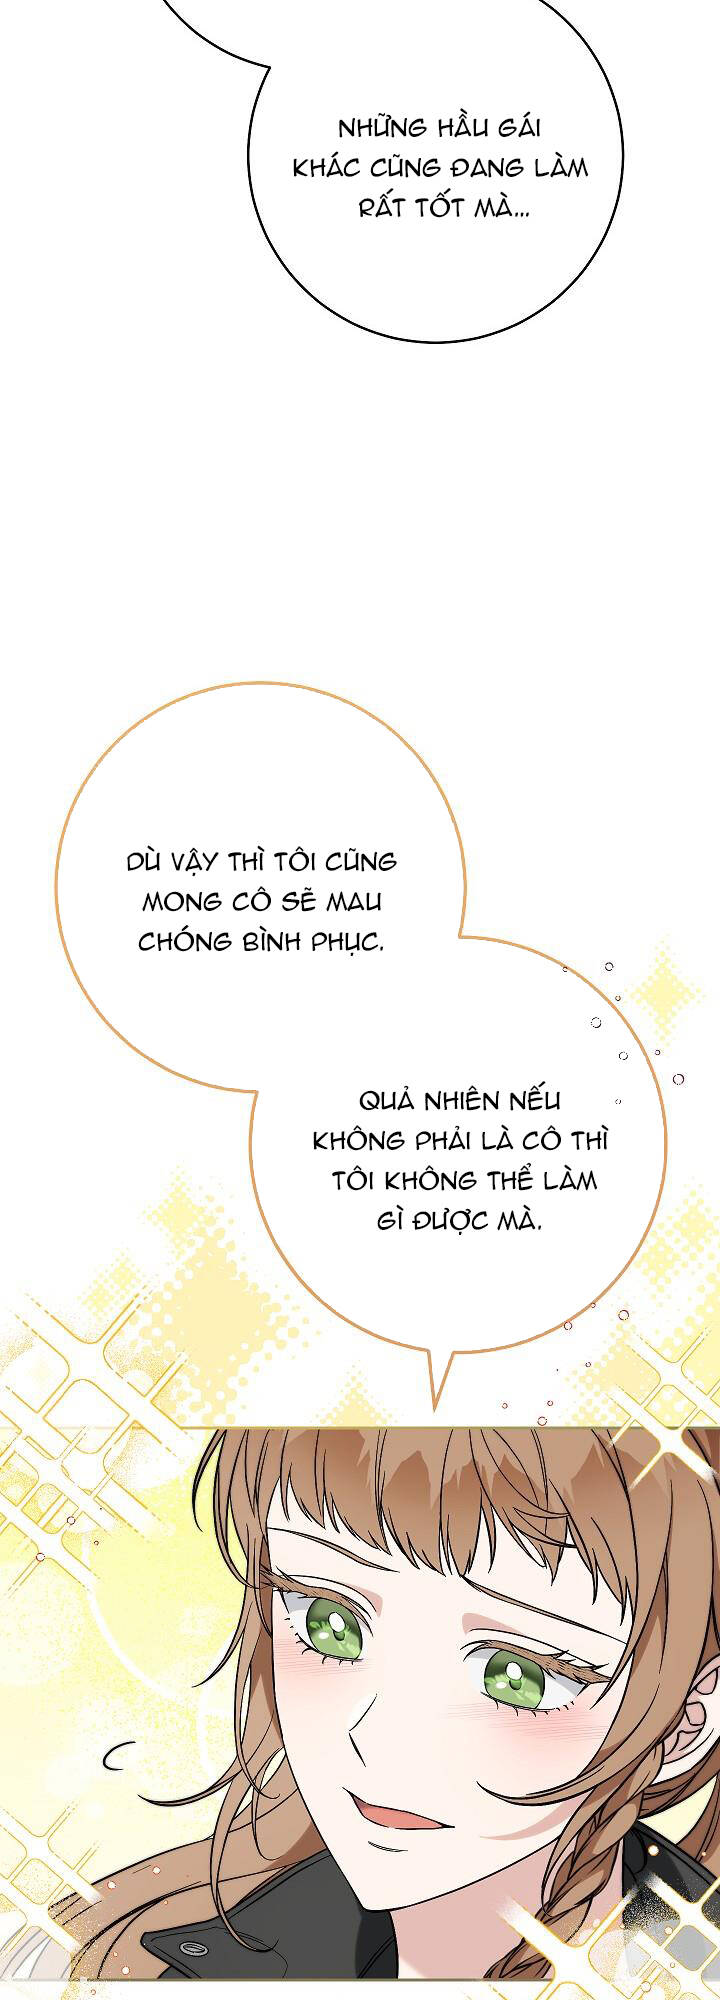 NHỮNG HẦU GÁI
KHÁC CŨNG ĐANG LÀM
RẤT TỐT MÀ...
DÙ VẬY THÌ TÔI CŨNG
MONG CÔ SẼ MAU
CHÓNG BÌNH PHỤC.
QUẢ NHIÊN NẾU
KHÔNG PHẢI LÀ CÔ THÌ
TÔI KHÔNG THỂ LÀM
GÌ ĐƯỢC MÀ.